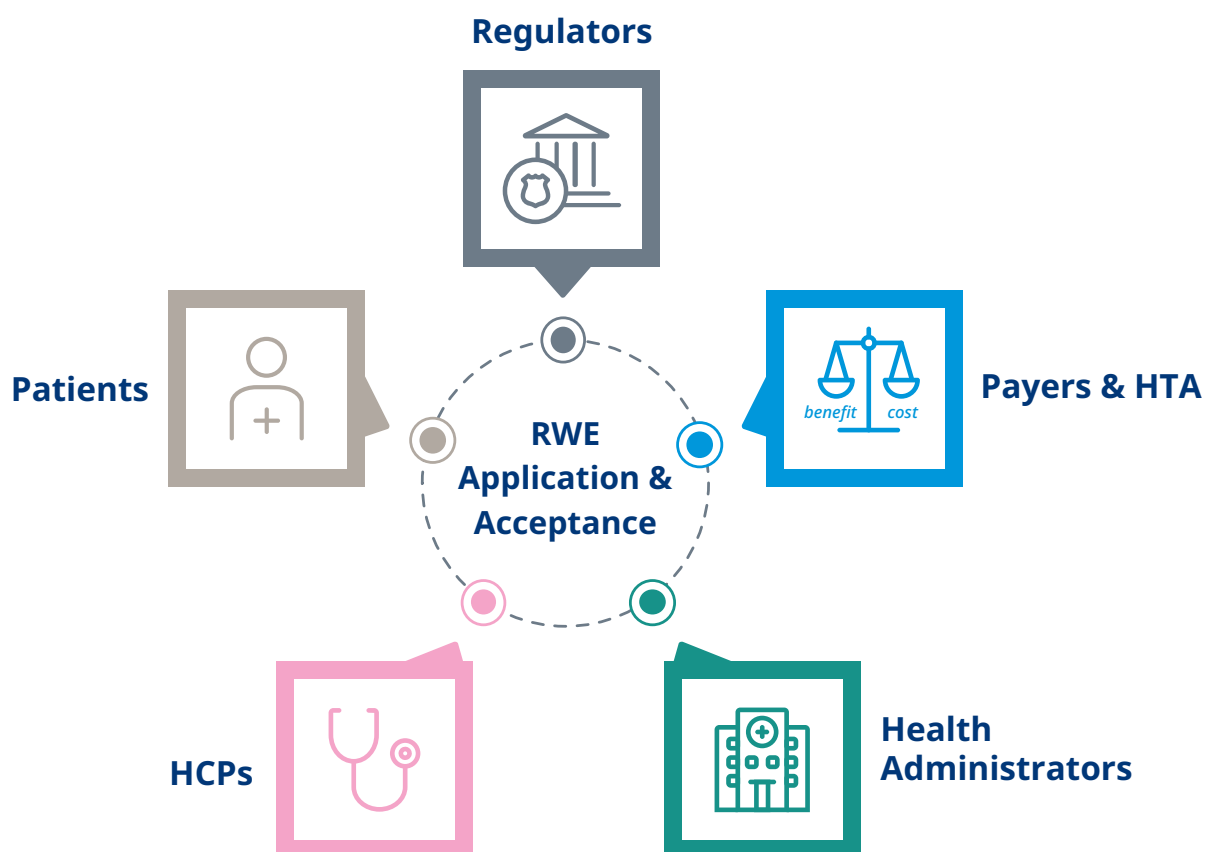 Regulators
Patients
Payers & HTA
benefit cost
RWE
Application &
Acceptance
HCPs
Health
Administrators